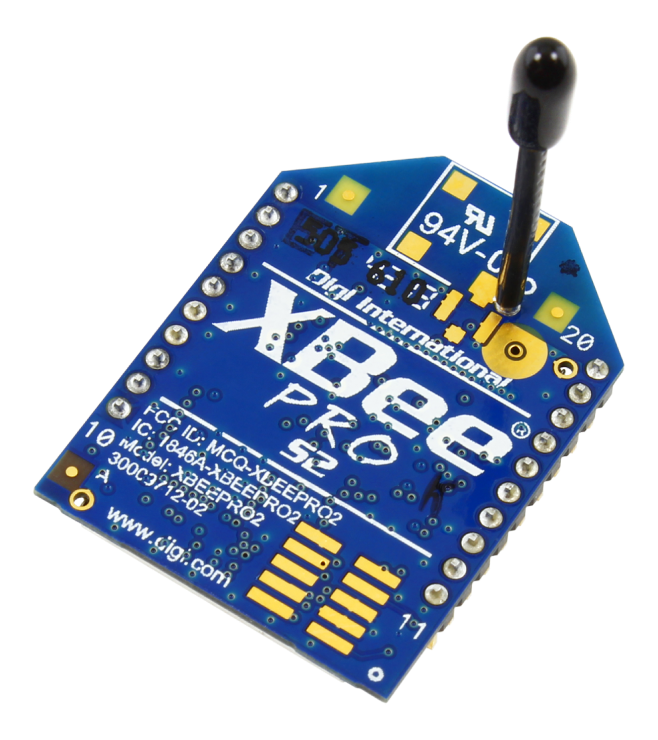 1
94V-0
Digi International
XBee®
PRO
S2
20
10
FCC ID: MCQ-XBEEPRO2
IC: 1846A-XBEEPRO2
Model: XBEEPRO2
A
www.digi.com
K
11